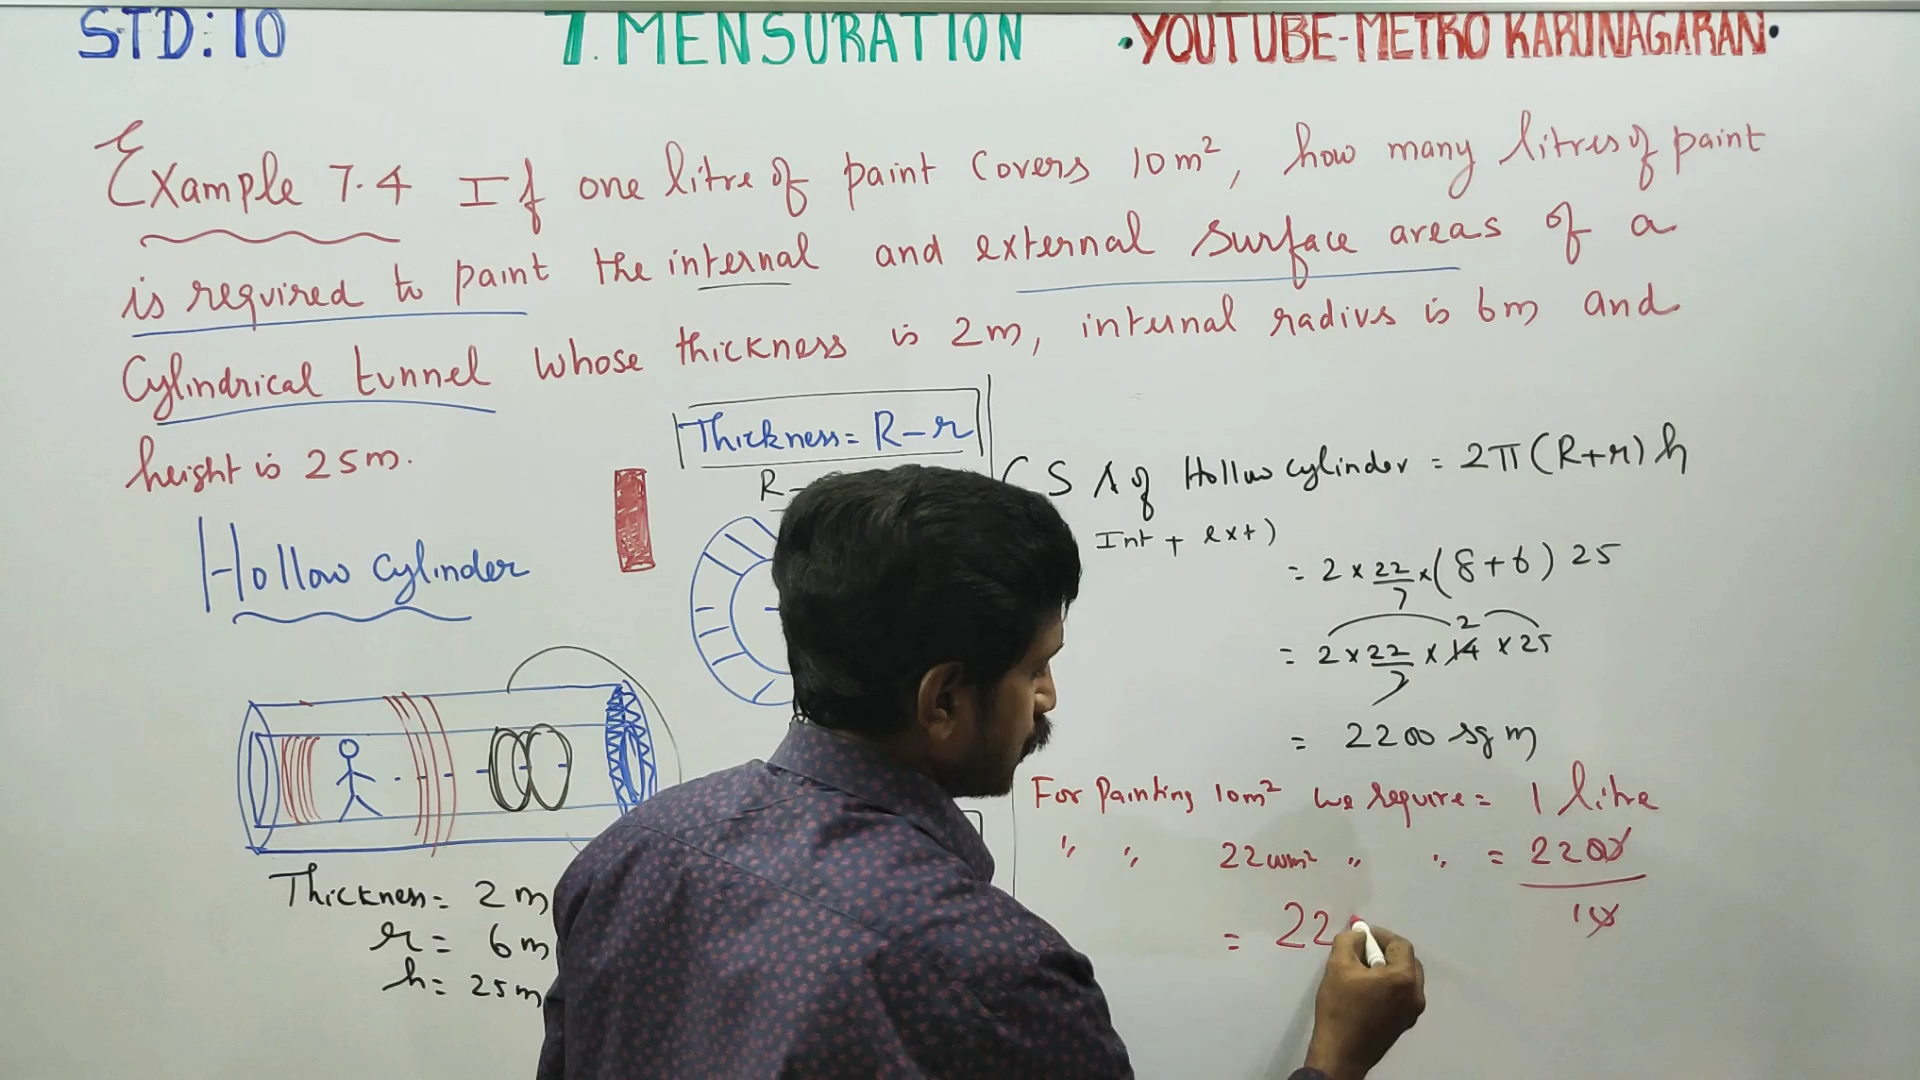 STD: 10
7. MENSURATION
• YOUTUBE-METRO KARUNAGARAN •
Example 7.4 If one litre of paint covers 10m², how many litres of paint
is required to paint the internal and external surface areas of a
cylindrical tunnel whose thickness is 2m, internal radius is 6m and
height is 25m.
Thickness = R-r
R-
Hollow cylinder
Thickness = 2m
r = 6m
h = 25m
CSA of Hollow cylinder = 2π(R+r)h
Int + ext)
= 2 × 22/7 × (8+6) 25
= 2 × 22/7 × 14 × 25
2
= 2200 sq m
For Painting 10m² we require = 1 litre
〃 〃 2200m² 〃 〃 = 2200/10
= 22